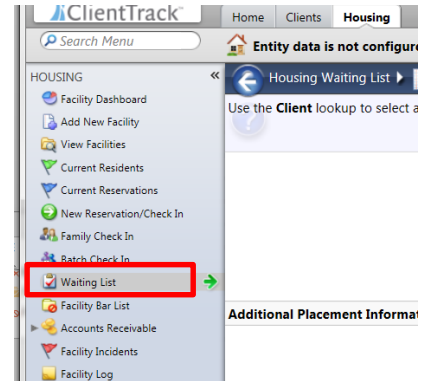 ClientTrack™
Home Clients Housing
Search Menu
Entity data is not configure
HOUSING «
Housing Waiting List
Use the Client lookup to select a
Facility Dashboard
Add New Facility
View Facilities
Current Residents
Current Reservations
New Reservation/Check In
Family Check In
Batch Check In
Waiting List
Facility Bar List
Additional Placement Informat
Accounts Receivable
Facility Incidents
Facility Log